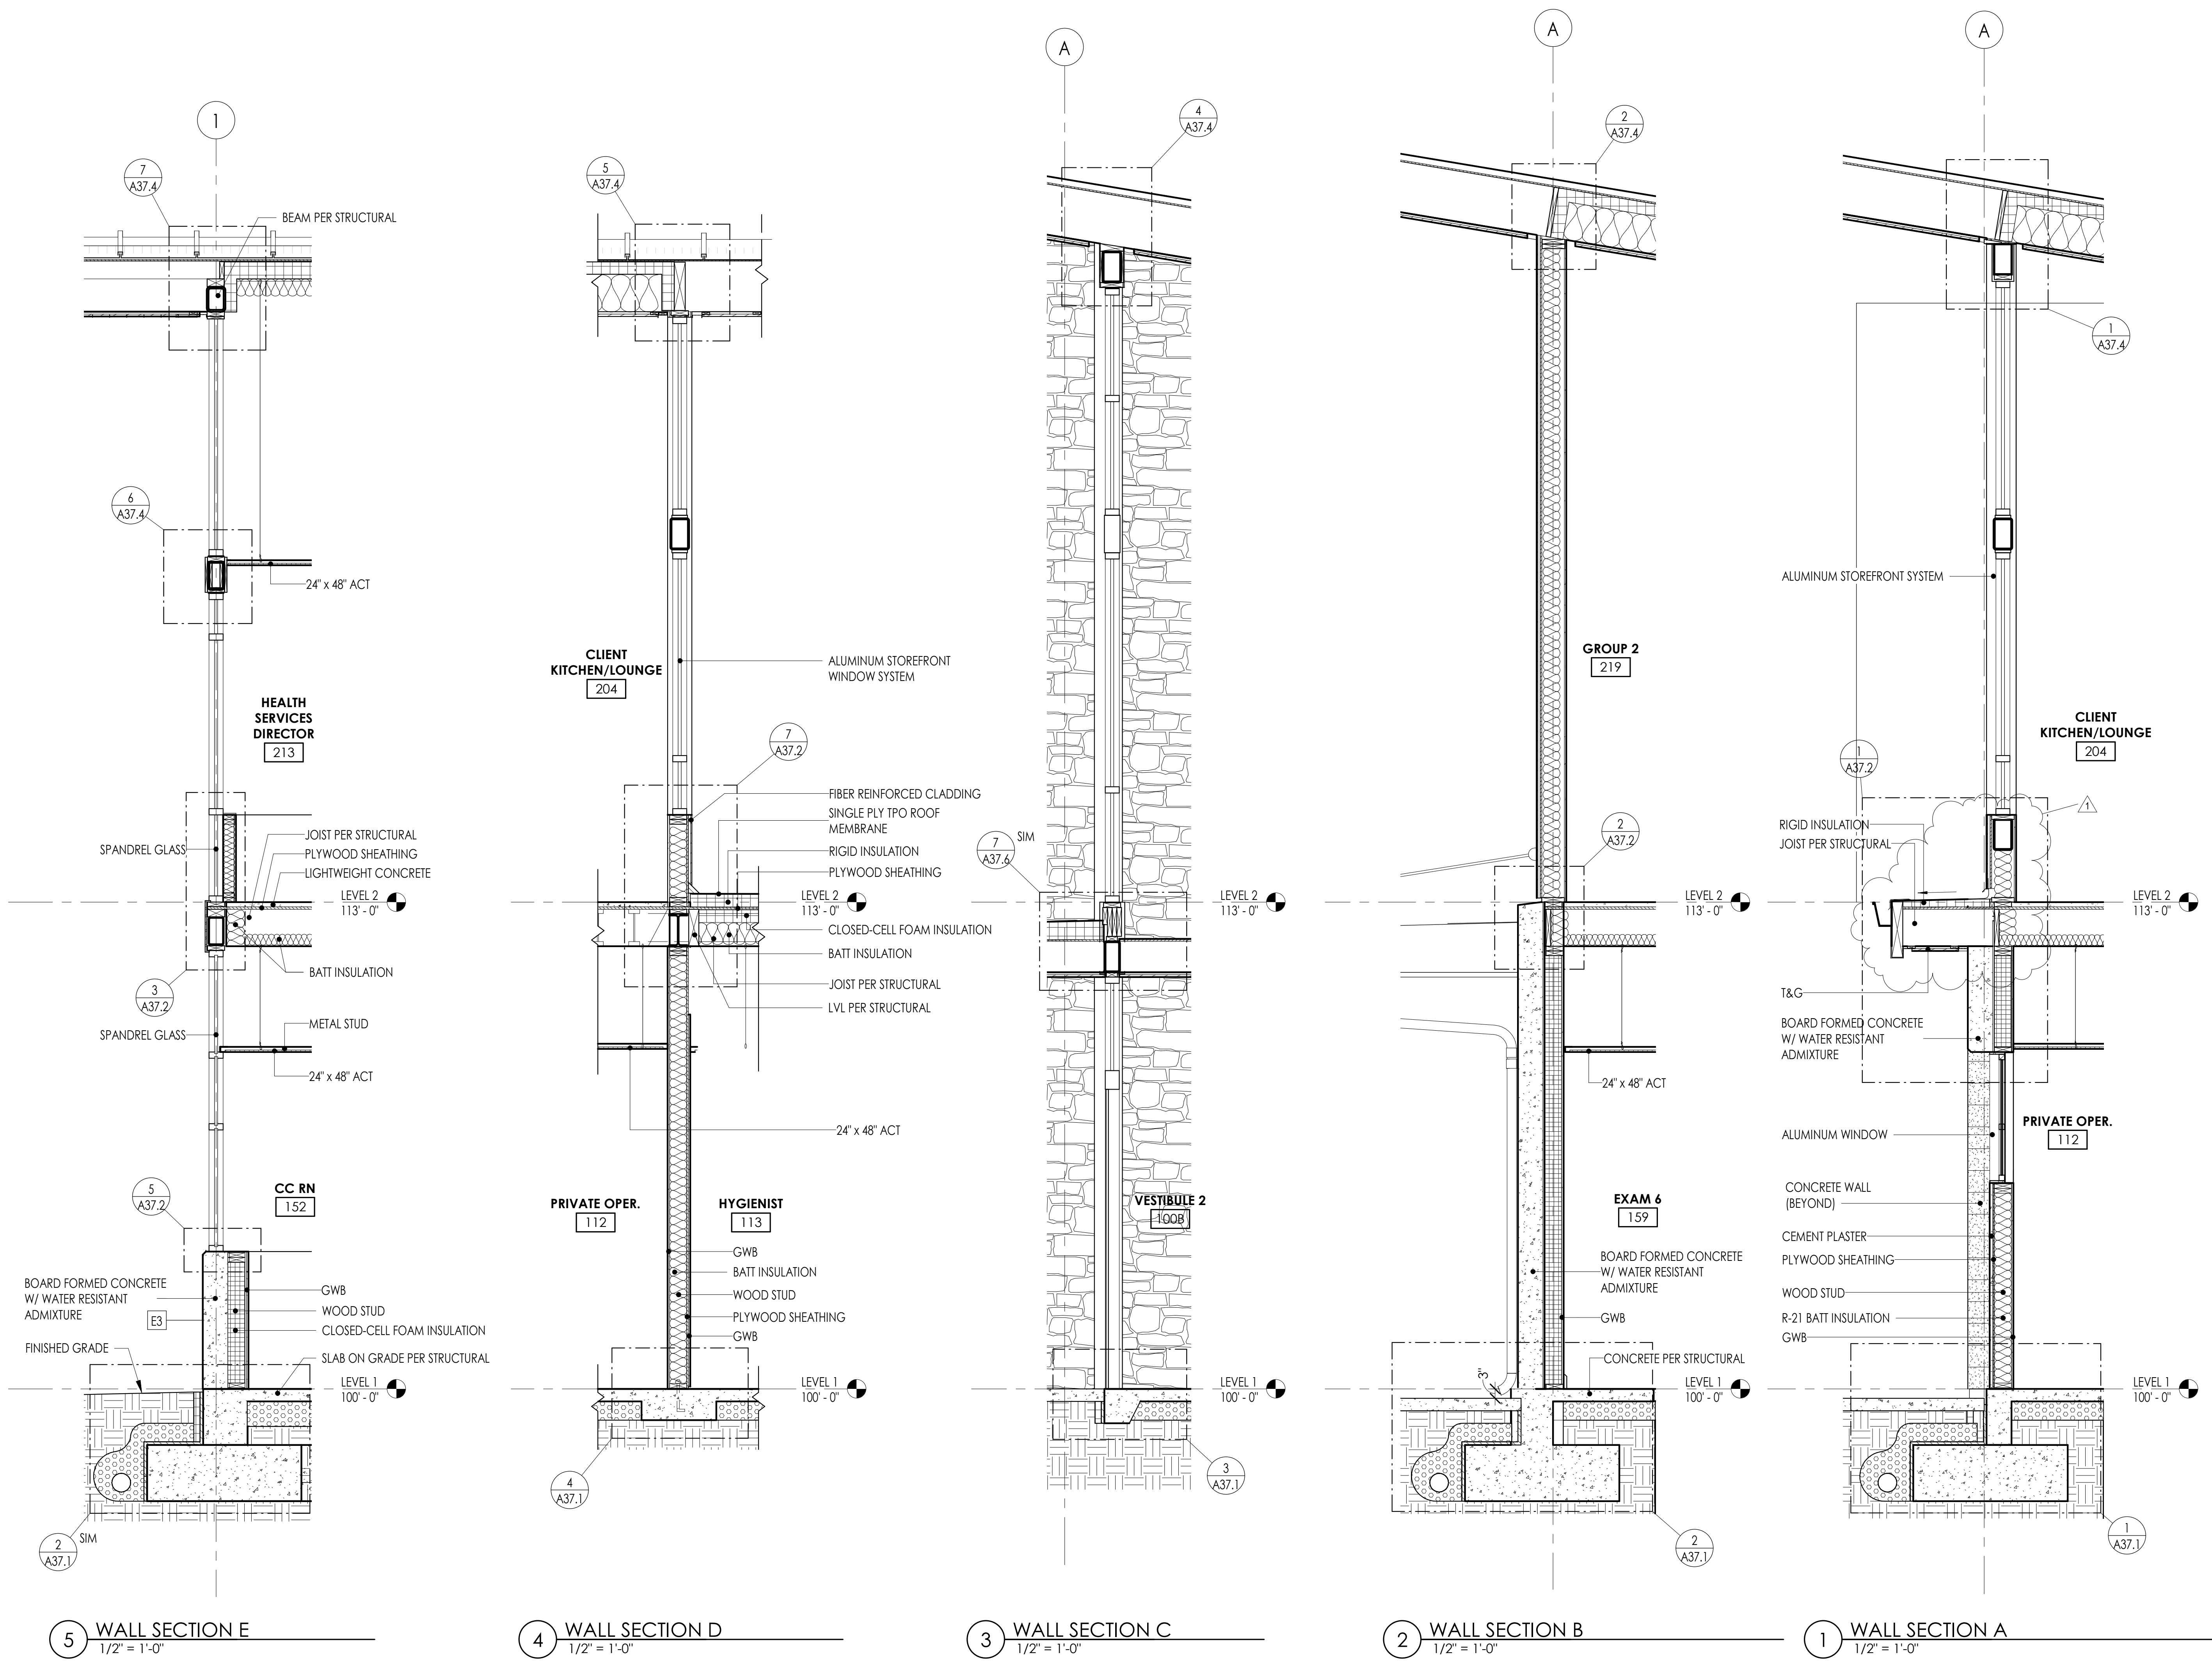 1
7
A37.4
BEAM PER STRUCTURAL
6
A37.4
24" x 48" ACT
HEALTH
SERVICES
DIRECTOR
213
SPANDREL GLASS
JOIST PER STRUCTURAL
PLYWOOD SHEATHING
LIGHTWEIGHT CONCRETE
LEVEL 2
113' - 0"
BATT INSULATION
3
A37.2
SPANDREL GLASS
METAL STUD
24" x 48" ACT
5
A37.2
CC RN
152
BOARD FORMED CONCRETE
W/ WATER RESISTANT
ADMIXTURE
E3
FINISHED GRADE
GWB
WOOD STUD
CLOSED-CELL FOAM INSULATION
SLAB ON GRADE PER STRUCTURAL
LEVEL 1
100' - 0"
2
A37.1
SIM
5
WALL SECTION E
1/2" = 1'-0"
5
A37.4
CLIENT
KITCHEN/LOUNGE
204
ALUMINUM STOREFRONT
WINDOW SYSTEM
7
A37.2
FIBER REINFORCED CLADDING
SINGLE PLY TPO ROOF
MEMBRANE
RIGID INSULATION
PLYWOOD SHEATHING
LEVEL 2
113' - 0"
CLOSED-CELL FOAM INSULATION
BATT INSULATION
JOIST PER STRUCTURAL
LVL PER STRUCTURAL
24" x 48" ACT
PRIVATE OPER.
112
HYGIENIST
113
GWB
BATT INSULATION
WOOD STUD
PLYWOOD SHEATHING
GWB
LEVEL 1
100' - 0"
4
A37.1
4
WALL SECTION D
1/2" = 1'-0"
A
4
A37.4
7
A37.6
SIM
LEVEL 2
113' - 0"
VESTIBULE 2
100B
LEVEL 1
100' - 0"
3
A37.1
3
WALL SECTION C
1/2" = 1'-0"
A
2
A37.4
GROUP 2
219
2
A37.2
LEVEL 2
113' - 0"
24" x 48" ACT
EXAM 6
159
BOARD FORMED CONCRETE
W/ WATER RESISTANT
ADMIXTURE
GWB
CONCRETE PER STRUCTURAL
3"
LEVEL 1
100' - 0"
2
A37.1
2
WALL SECTION B
1/2" = 1'-0"
A
1
A37.4
ALUMINUM STOREFRONT SYSTEM
CLIENT
KITCHEN/LOUNGE
204
1
A37.2
1
RIGID INSULATION
JOIST PER STRUCTURAL
LEVEL 2
113' - 0"
T&G
BOARD FORMED CONCRETE
W/ WATER RESISTANT
ADMIXTURE
ALUMINUM WINDOW
PRIVATE OPER.
112
CONCRETE WALL
(BEYOND)
CEMENT PLASTER
PLYWOOD SHEATHING
WOOD STUD
R-21 BATT INSULATION
GWB
LEVEL 1
100' - 0"
1
A37.1
1
WALL SECTION A
1/2" = 1'-0"